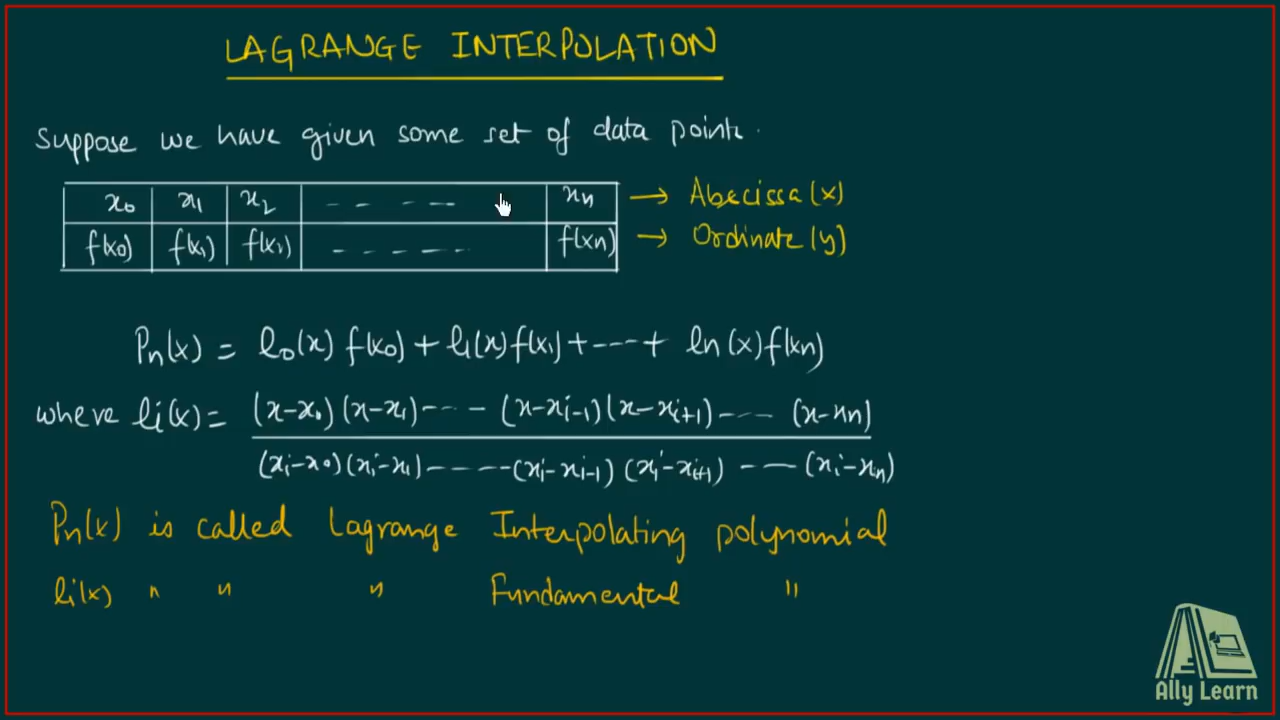 LAGRANGE INTERPOLATION
Suppose we have given some set of data points.
x0 x1 x2 -- -- -- xn → Abscissa (x)
f(x0) f(x1) f(x2) - - - - - f(xn) → Ordinate (y)
Pn(x) = l0(x) f(x0) + l1(x) f(x1) + ---- + ln(x) f(xn)
where li(x) = (x-x0)(x-x1)---- (x-xi-1)(x-xi+1)---- (x-xn)
(xi-x0)(xi-x1)------(xi-xi-1)(xi-xi+1) ---- (xi-xn)
Pn(x) is called Lagrange Interpolating polynomial
li(x) " " " Fundamental "
Ally Learn